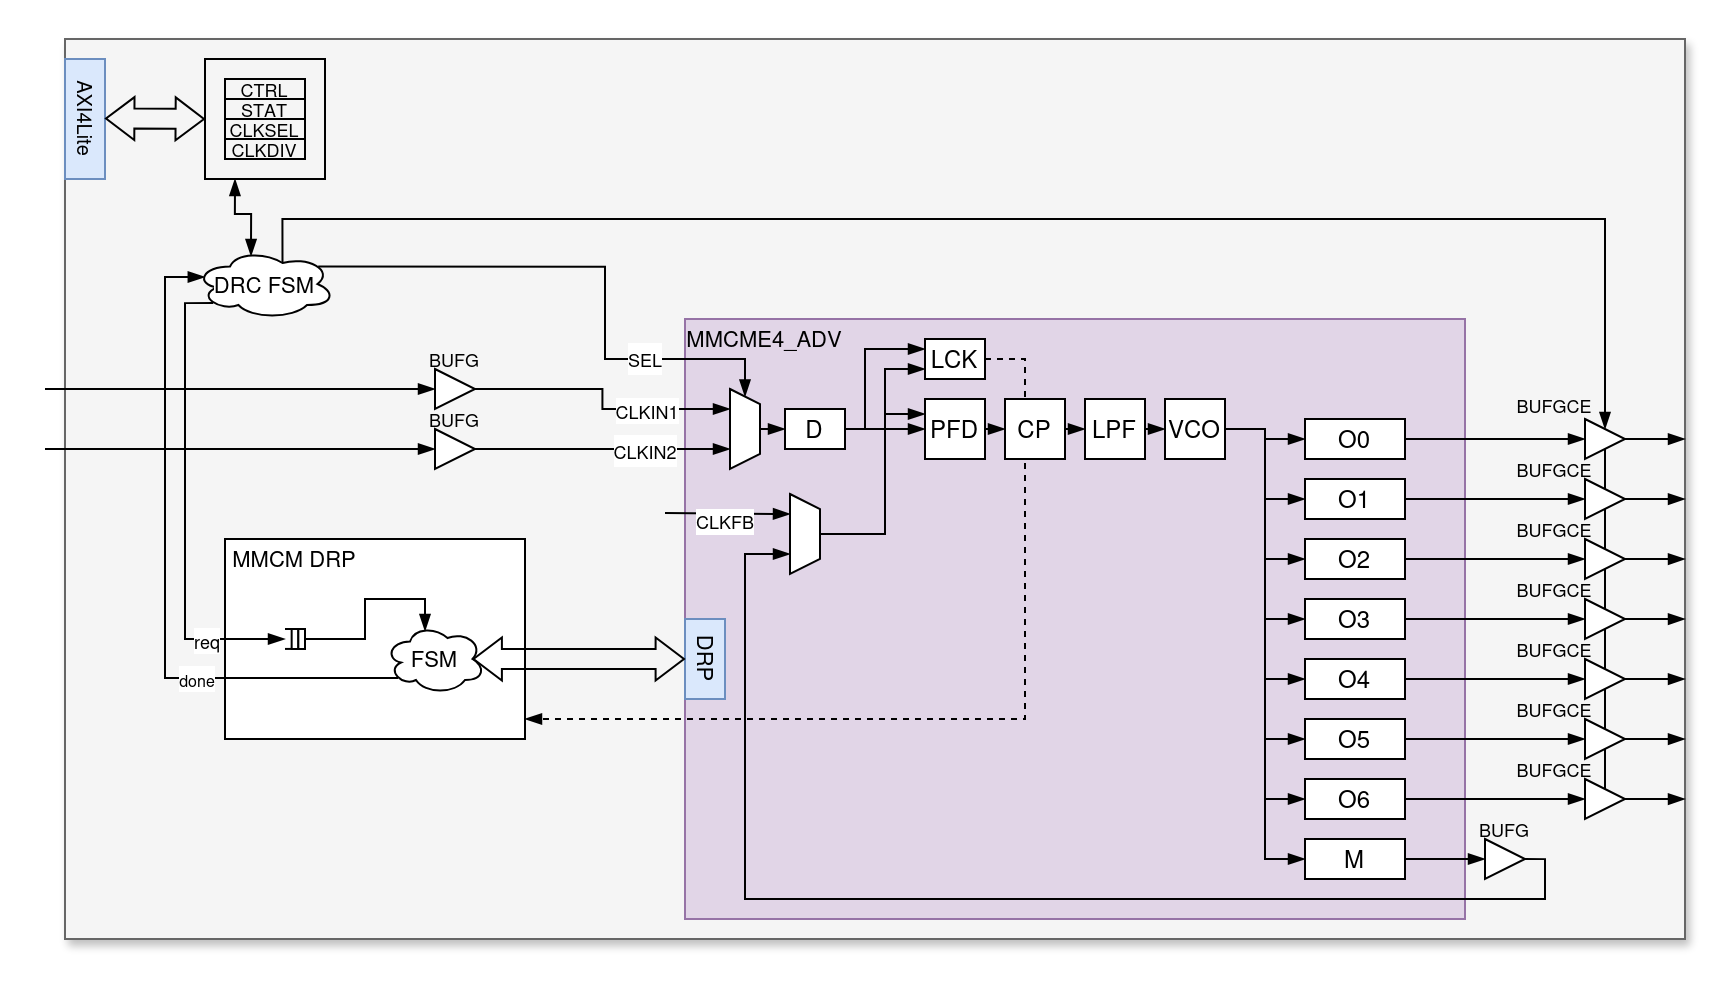 AXI4Lite
CTRL
STAT
CLKSEL
CLKDIV
DRC FSM
MMCME4_ADV
BUFG
SEL
LCK
CLKIN1
BUFG
CLKIN2
D
PFD
CP
LPF
VCO
CLKFB
O0
BUFGCE
O1
BUFGCE
O2
BUFGCE
O3
BUFGCE
O4
BUFGCE
O5
BUFGCE
O6
BUFGCE
M
BUFG
MMCM DRP
req
FSM
done
DRP